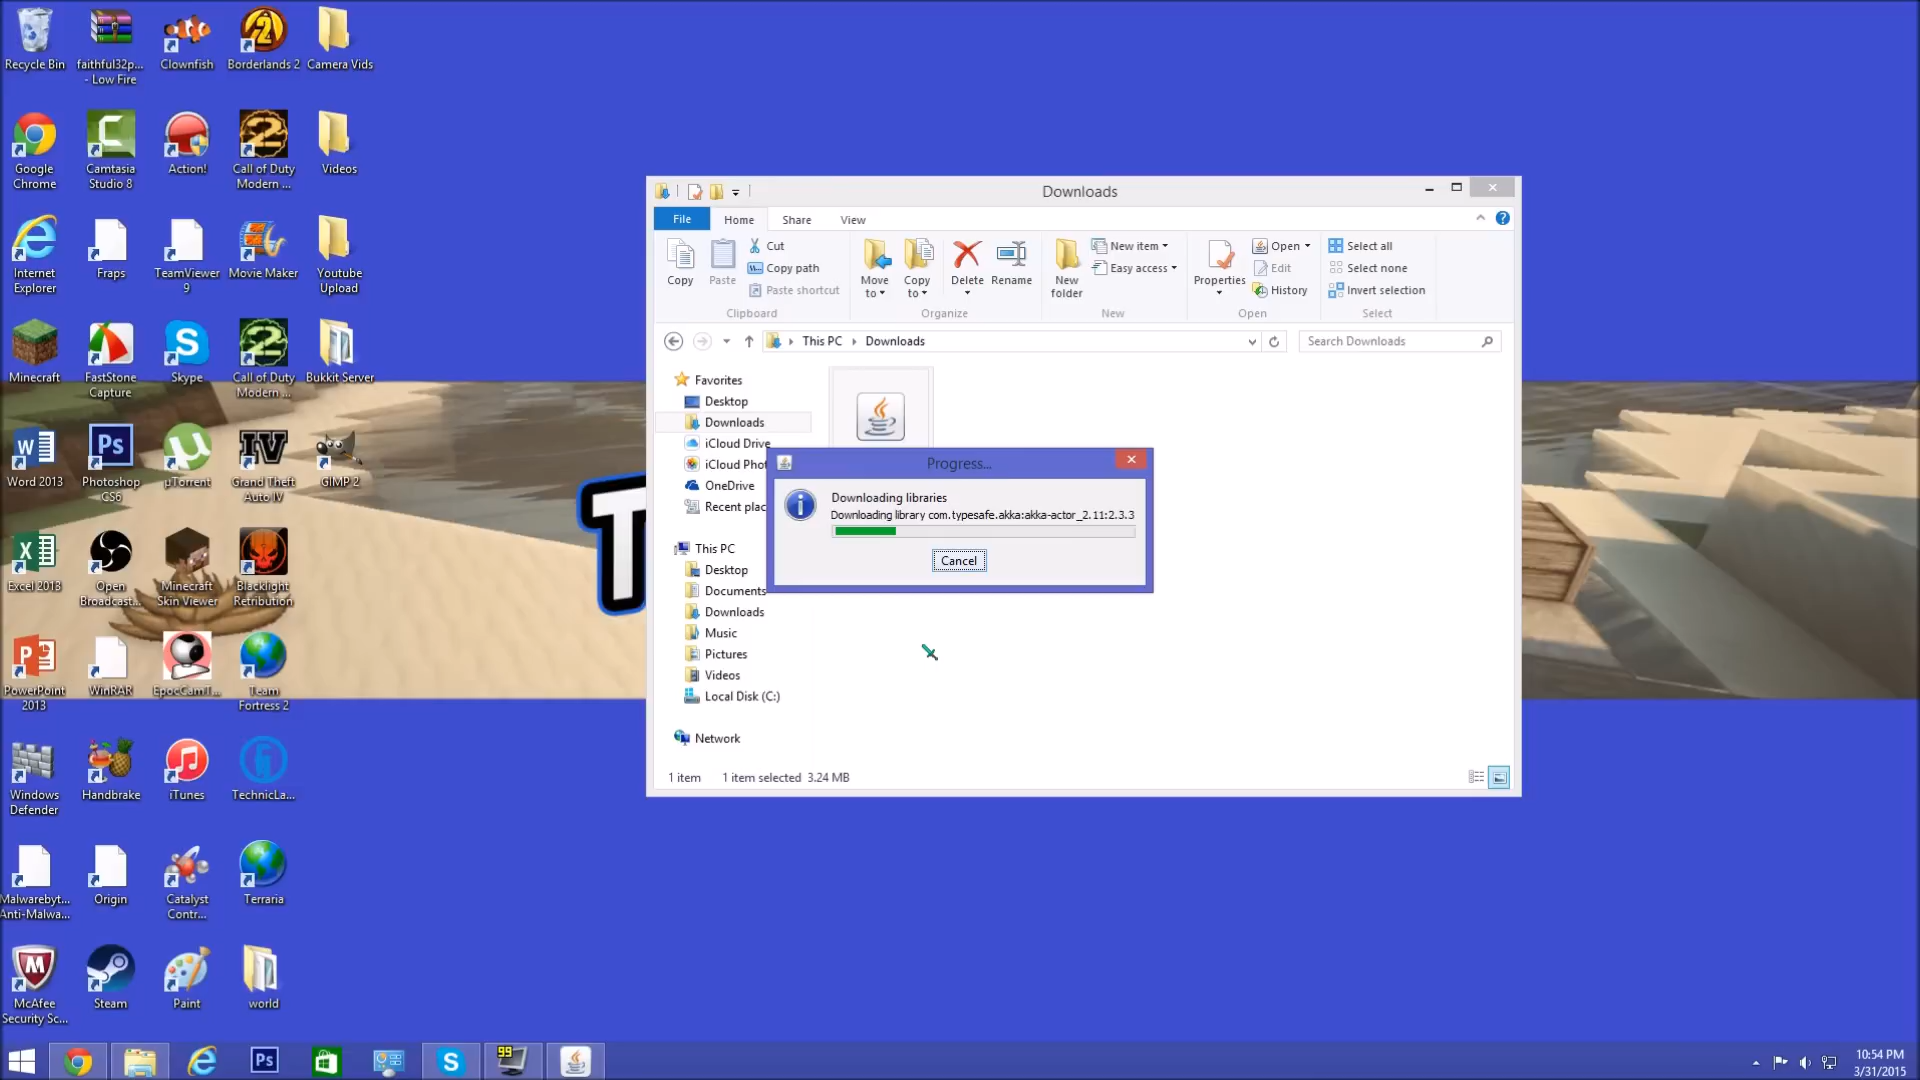 Recycle Bin
faithful32p...
- Low Fire
Clownfish
Borderlands 2
Camera Vids
Google
Chrome
Camtasia
Studio 8
Action!
Call of Duty
Modern ...
Videos
Internet
Explorer
Fraps
TeamViewer
9
Movie Maker
Youtube
Upload
Minecraft
FastStone
Capture
Skype
Call of Duty
Modern ...
Bukkit Server
Word 2013
Photoshop
CS6
µTorrent
Grand Theft
Auto IV
GIMP 2
Excel 2013
Open
Broadcast...
Minecraft
Skin Viewer
Blacklight
Retribution
PowerPoint
2013
WinRAR
EpocCam...
Team
Fortress 2
Windows
Defender
Handbrake
iTunes
TechnicLa...
Malwarebyt...
Anti-Malwa...
Origin
Catalyst
Contr...
Terraria
McAfee
Security Sc...
Steam
Paint
world
T
Downloads
File
Home
Share
View
Copy
Paste
Cut
Copy path
Paste shortcut
Clipboard
Move
to
Copy
to
Delete
Rename
Organize
New
folder
New item
Easy access
New
Properties
Open
Edit
History
Open
Select all
Select none
Invert selection
Select
This PC
Downloads
Search Downloads
Favorites
Desktop
Downloads
iCloud Drive
iCloud Phot
OneDrive
Recent plac
This PC
Desktop
Documents
Downloads
Music
Pictures
Videos
Local Disk (C:)
Network
1 item
1 item selected 3.24 MB
Progress...
Downloading libraries
Downloading library com.typesafe.akka:akka-actor_2.11:2.3.3
Cancel
99
10:54 PM
3/31/2015